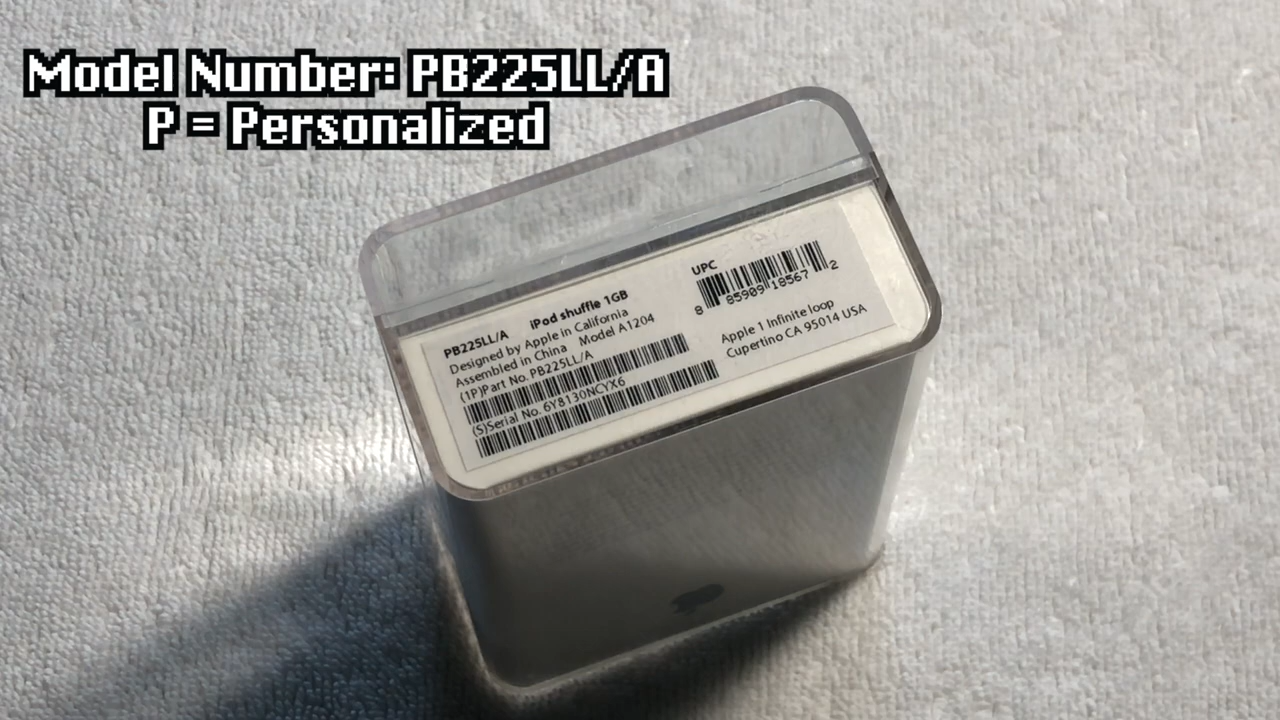 Model Number: PB225LL/A
P = Personalized
PB225LL/A iPod shuffle 1GB
Designed by Apple in California
Assembled in China Model A1204
(1P)Part No. PB225LL/A
(S)Serial No. 6Y8130NCYX6
UPC
8 85909 18567 2
Apple 1 Infinite loop
Cupertino CA 95014 USA